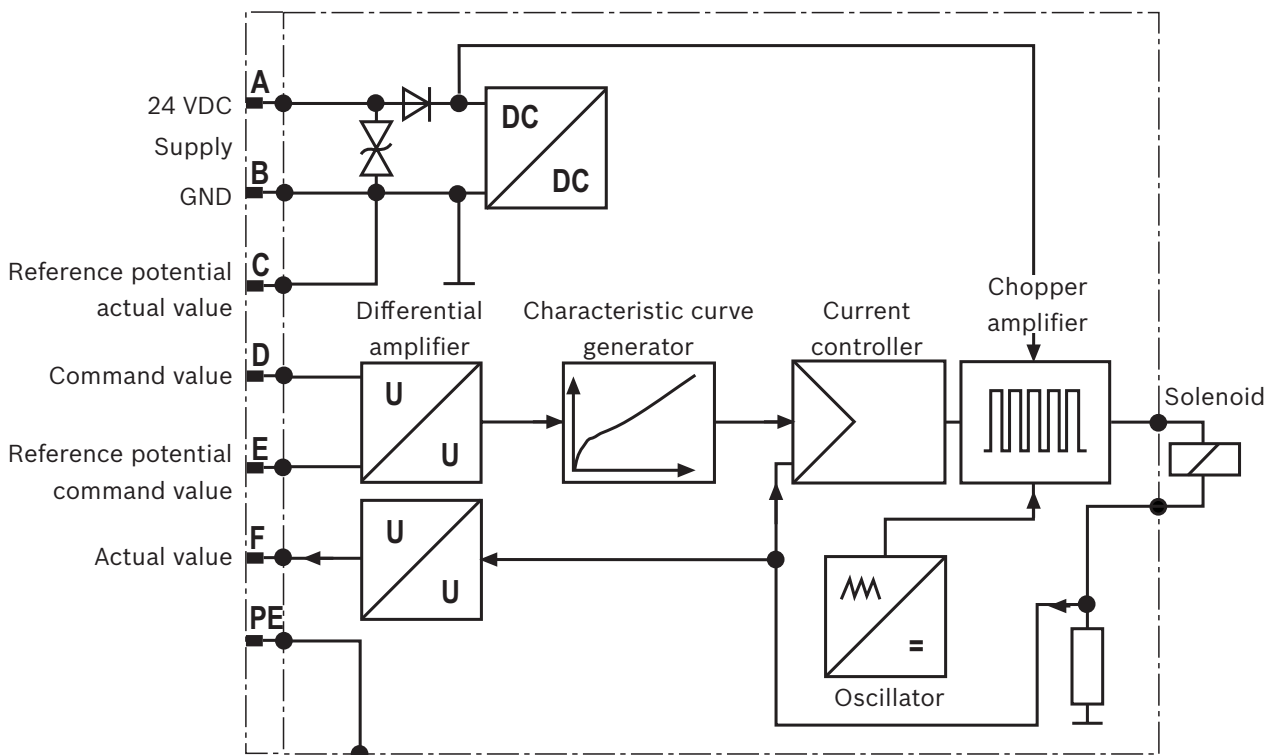 A
24 VDC
Supply
B
GND
DC
DC
C
Reference potential
actual value
Differential
amplifier
Characteristic curve
generator
Current
controller
Chopper
amplifier
D
Command value
U
U
Solenoid
E
Reference potential
command value
F
Actual value
U
U
PE
=
Oscillator